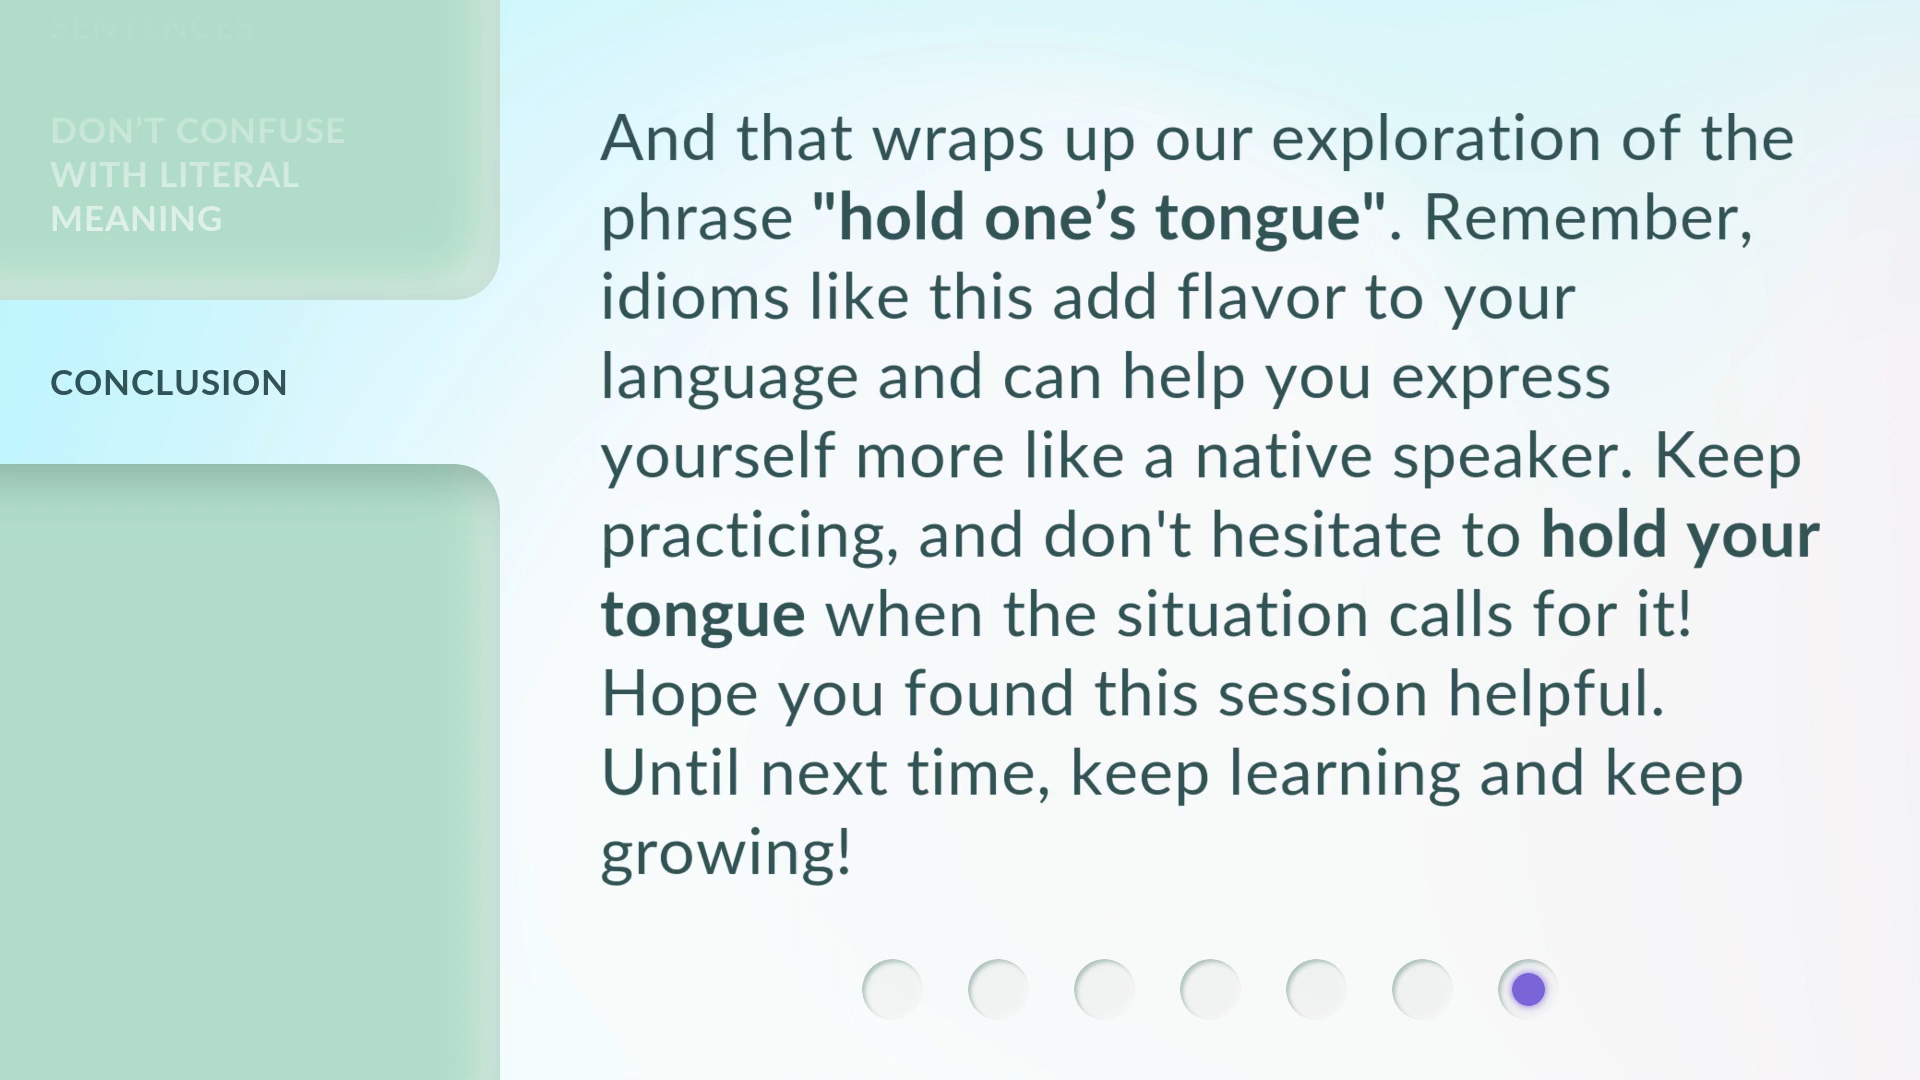 SENTENCES
DON’T CONFUSE
WITH LITERAL
MEANING
CONCLUSION
And that wraps up our exploration of the
phrase "hold one’s tongue". Remember,
idioms like this add flavor to your
language and can help you express
yourself more like a native speaker. Keep
practicing, and don't hesitate to hold your
tongue when the situation calls for it!
Hope you found this session helpful.
Until next time, keep learning and keep
growing!